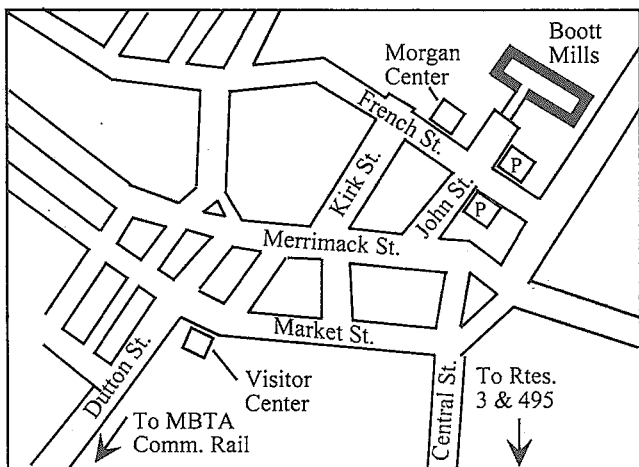 Boott
Mills
Morgan
Center
French St.
P
Kirk St.
John St.
P
Merrimack St.
Market St.
Dutton St.
Visitor
Center
Central St.
To Rtes.
3 & 495
To MBTA
Comm. Rail